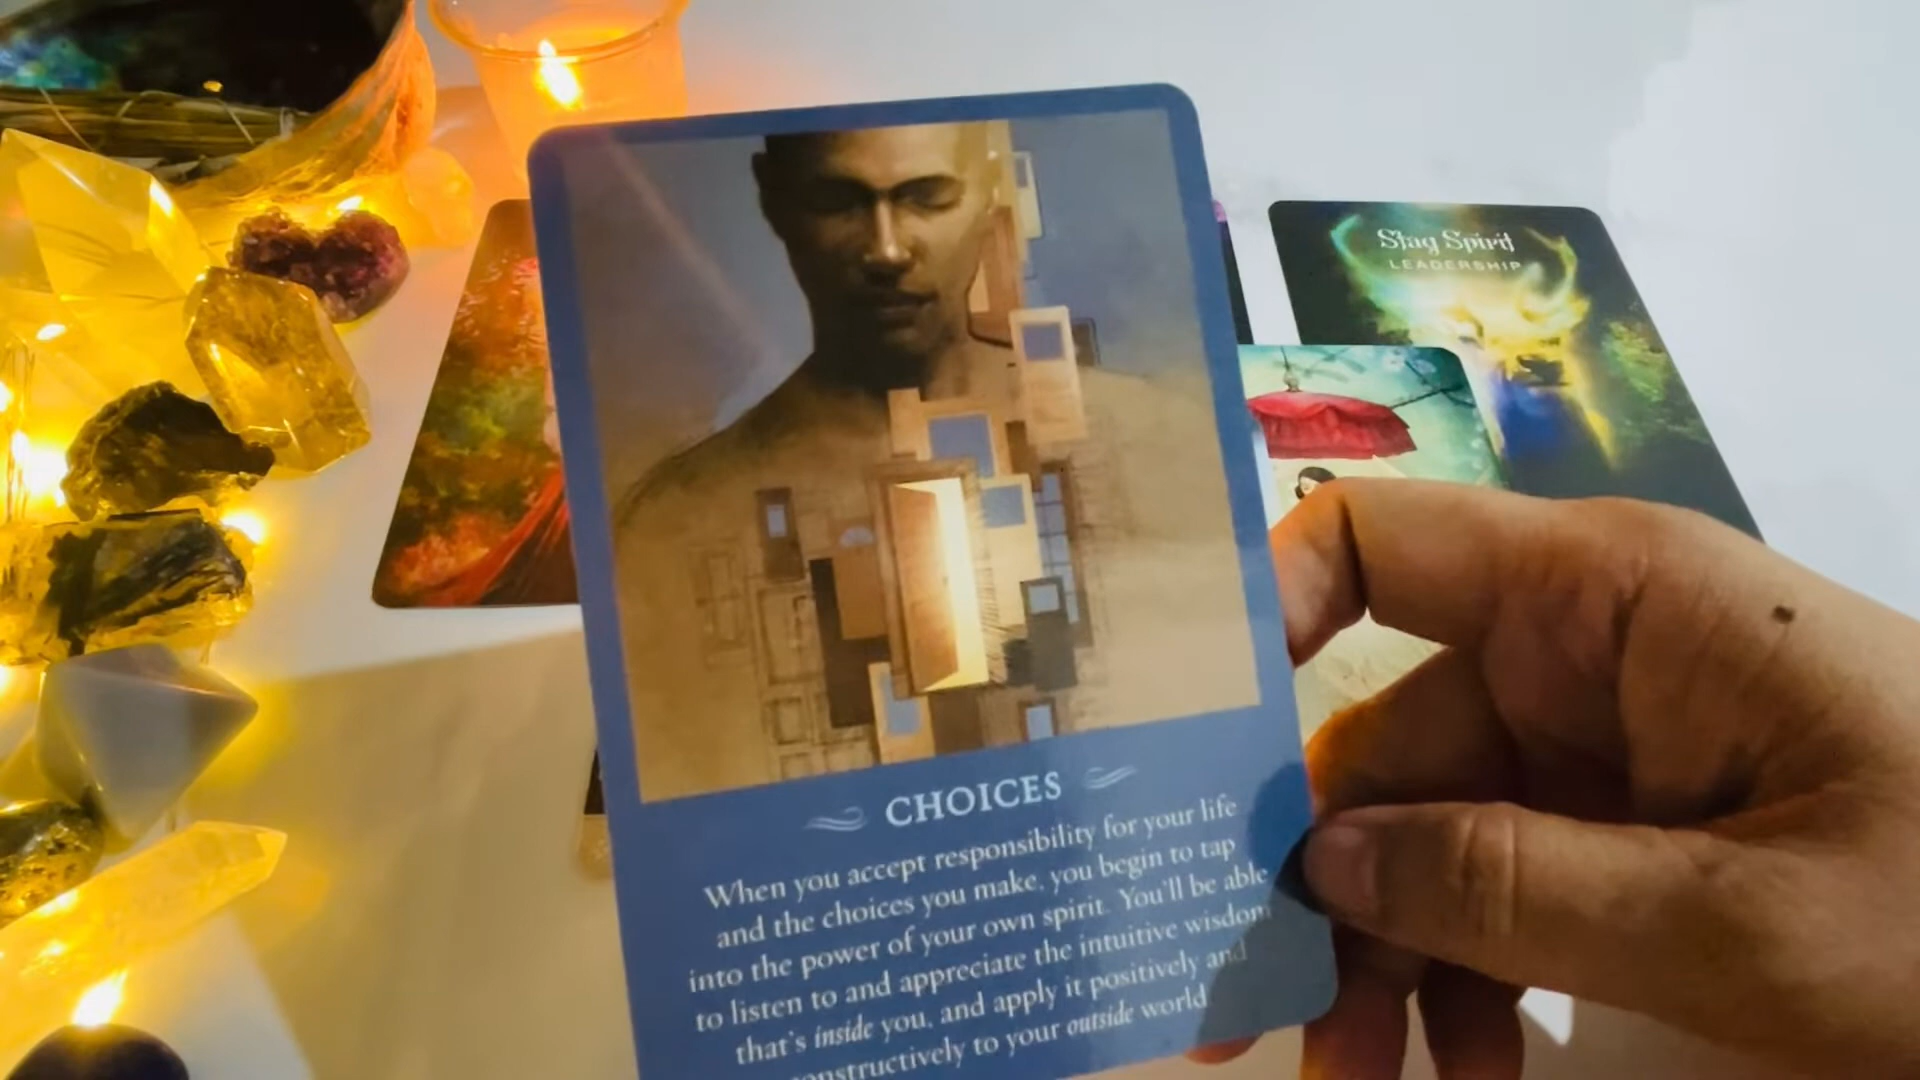 Stag Spirit
LEADERSHIP
CHOICES
When you accept responsibility for your life
and the choices you make, you begin to tap
into the power of your own spirit. You'll be able
to listen to and appreciate the intuitive wisdom
that's inside you, and apply it positively and
constructively to your outside world